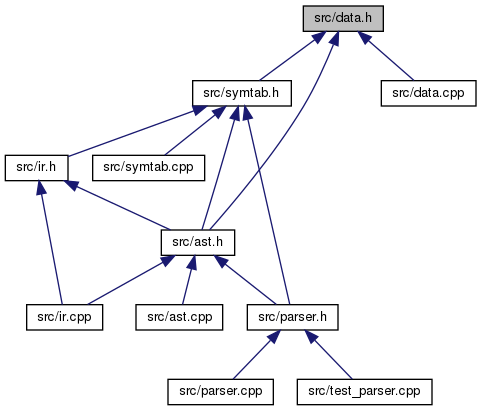 src/data.h
src/symtab.h
src/data.cpp
src/ir.h
src/symtab.cpp
src/ast.h
src/ir.cpp
src/ast.cpp
src/parser.h
src/parser.cpp
src/test_parser.cpp